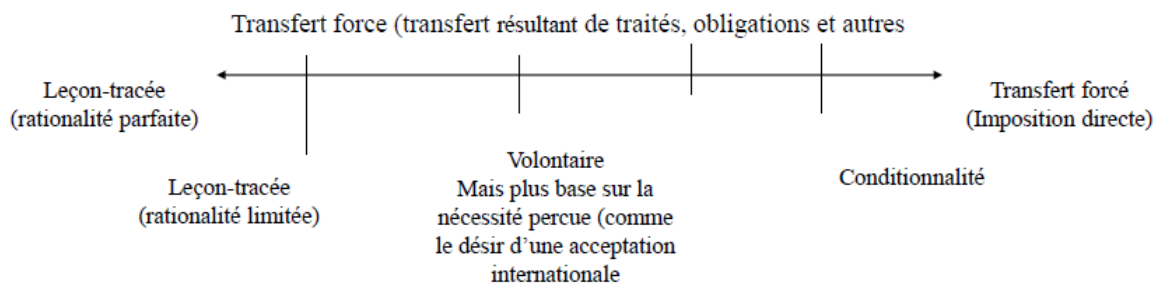 Transfert force (transfert résultant de traités, obligations et autres
Leçon-tracée
(rationalité parfaite)
Transfert forcé
(Imposition directe)
Leçon-tracée
(rationalité limitée)
Volontaire
Mais plus base sur la
nécessité percue (comme
le désir d'une acceptation
internationale
Conditionnalité